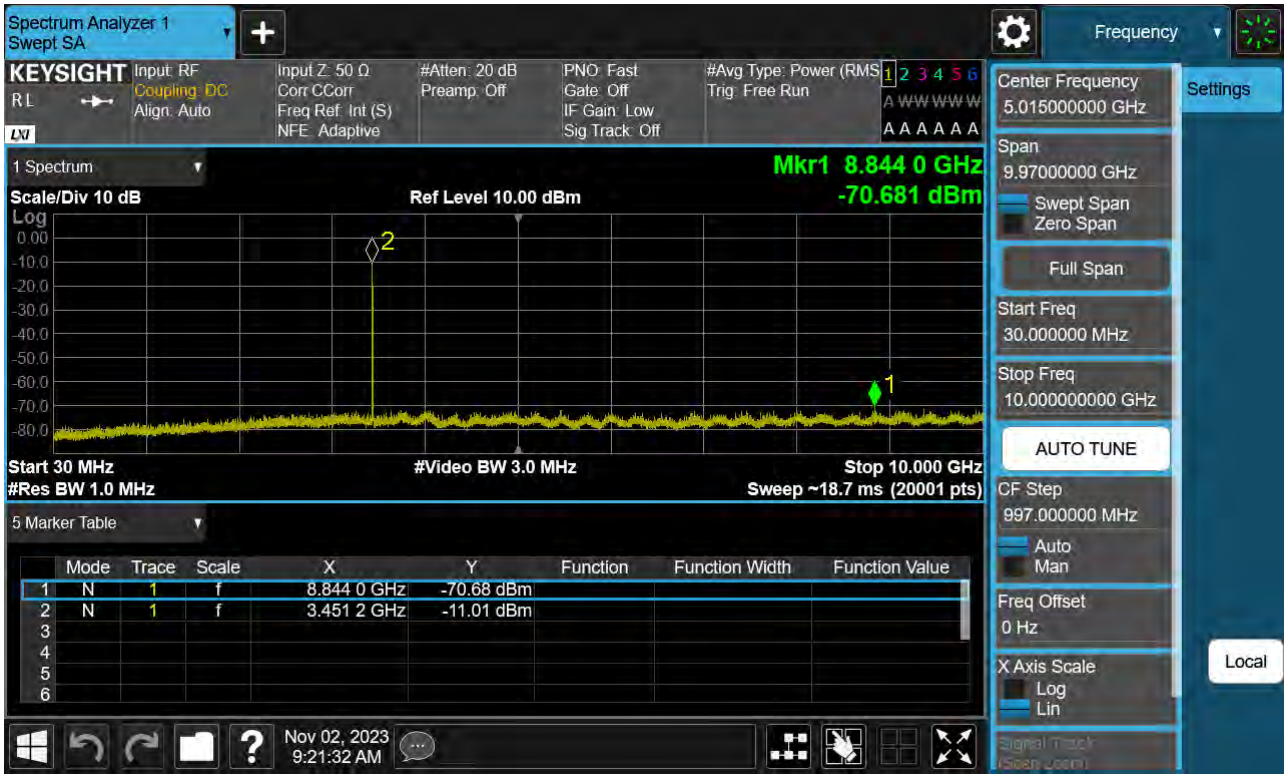 Spectrum Analyzer 1
Swept SA
+
Frequency
KEYSIGHT
RL
LXI
Input: RF
Coupling: DC
Align: Auto
Input Z: 50 Ω
Corr CCorr
Freq Ref: Int (S)
NFE: Adaptive
#Atten: 20 dB
Preamp: Off
PNO: Fast
Gate: Off
IF Gain: Low
Sig Track: Off
#Avg Type: Power (RMS
Trig: Free Run
1 2 3 4 5 6
A W W W W W
A A A A A A
1 Spectrum
Scale/Div 10 dB
Ref Level 10.00 dBm
Mkr1 8.844 0 GHz
-70.681 dBm
Log
0.00
-10.0
-20.0
-30.0
-40.0
-50.0
-60.0
-70.0
-80.0
2
1
Start 30 MHz
#Video BW 3.0 MHz
Stop 10.000 GHz
#Res BW 1.0 MHz
Sweep ~18.7 ms (20001 pts)
5 Marker Table
Mode Trace Scale X Y Function Function Width Function Value
1 N 1 f 8.844 0 GHz -70.68 dBm
2 N 1 f 3.451 2 GHz -11.01 dBm
3
4
5
6
Nov 02, 2023
9:21:32 AM
?
Center Frequency
5.015000000 GHz
Settings
Span
9.97000000 GHz
Swept Span
Zero Span
Full Span
Start Freq
30.000000 MHz
Stop Freq
10.000000000 GHz
AUTO TUNE
CF Step
997.000000 MHz
Auto
Man
Freq Offset
0 Hz
X Axis Scale
Log
Lin
Local
Signal Track
(Span Zoom)